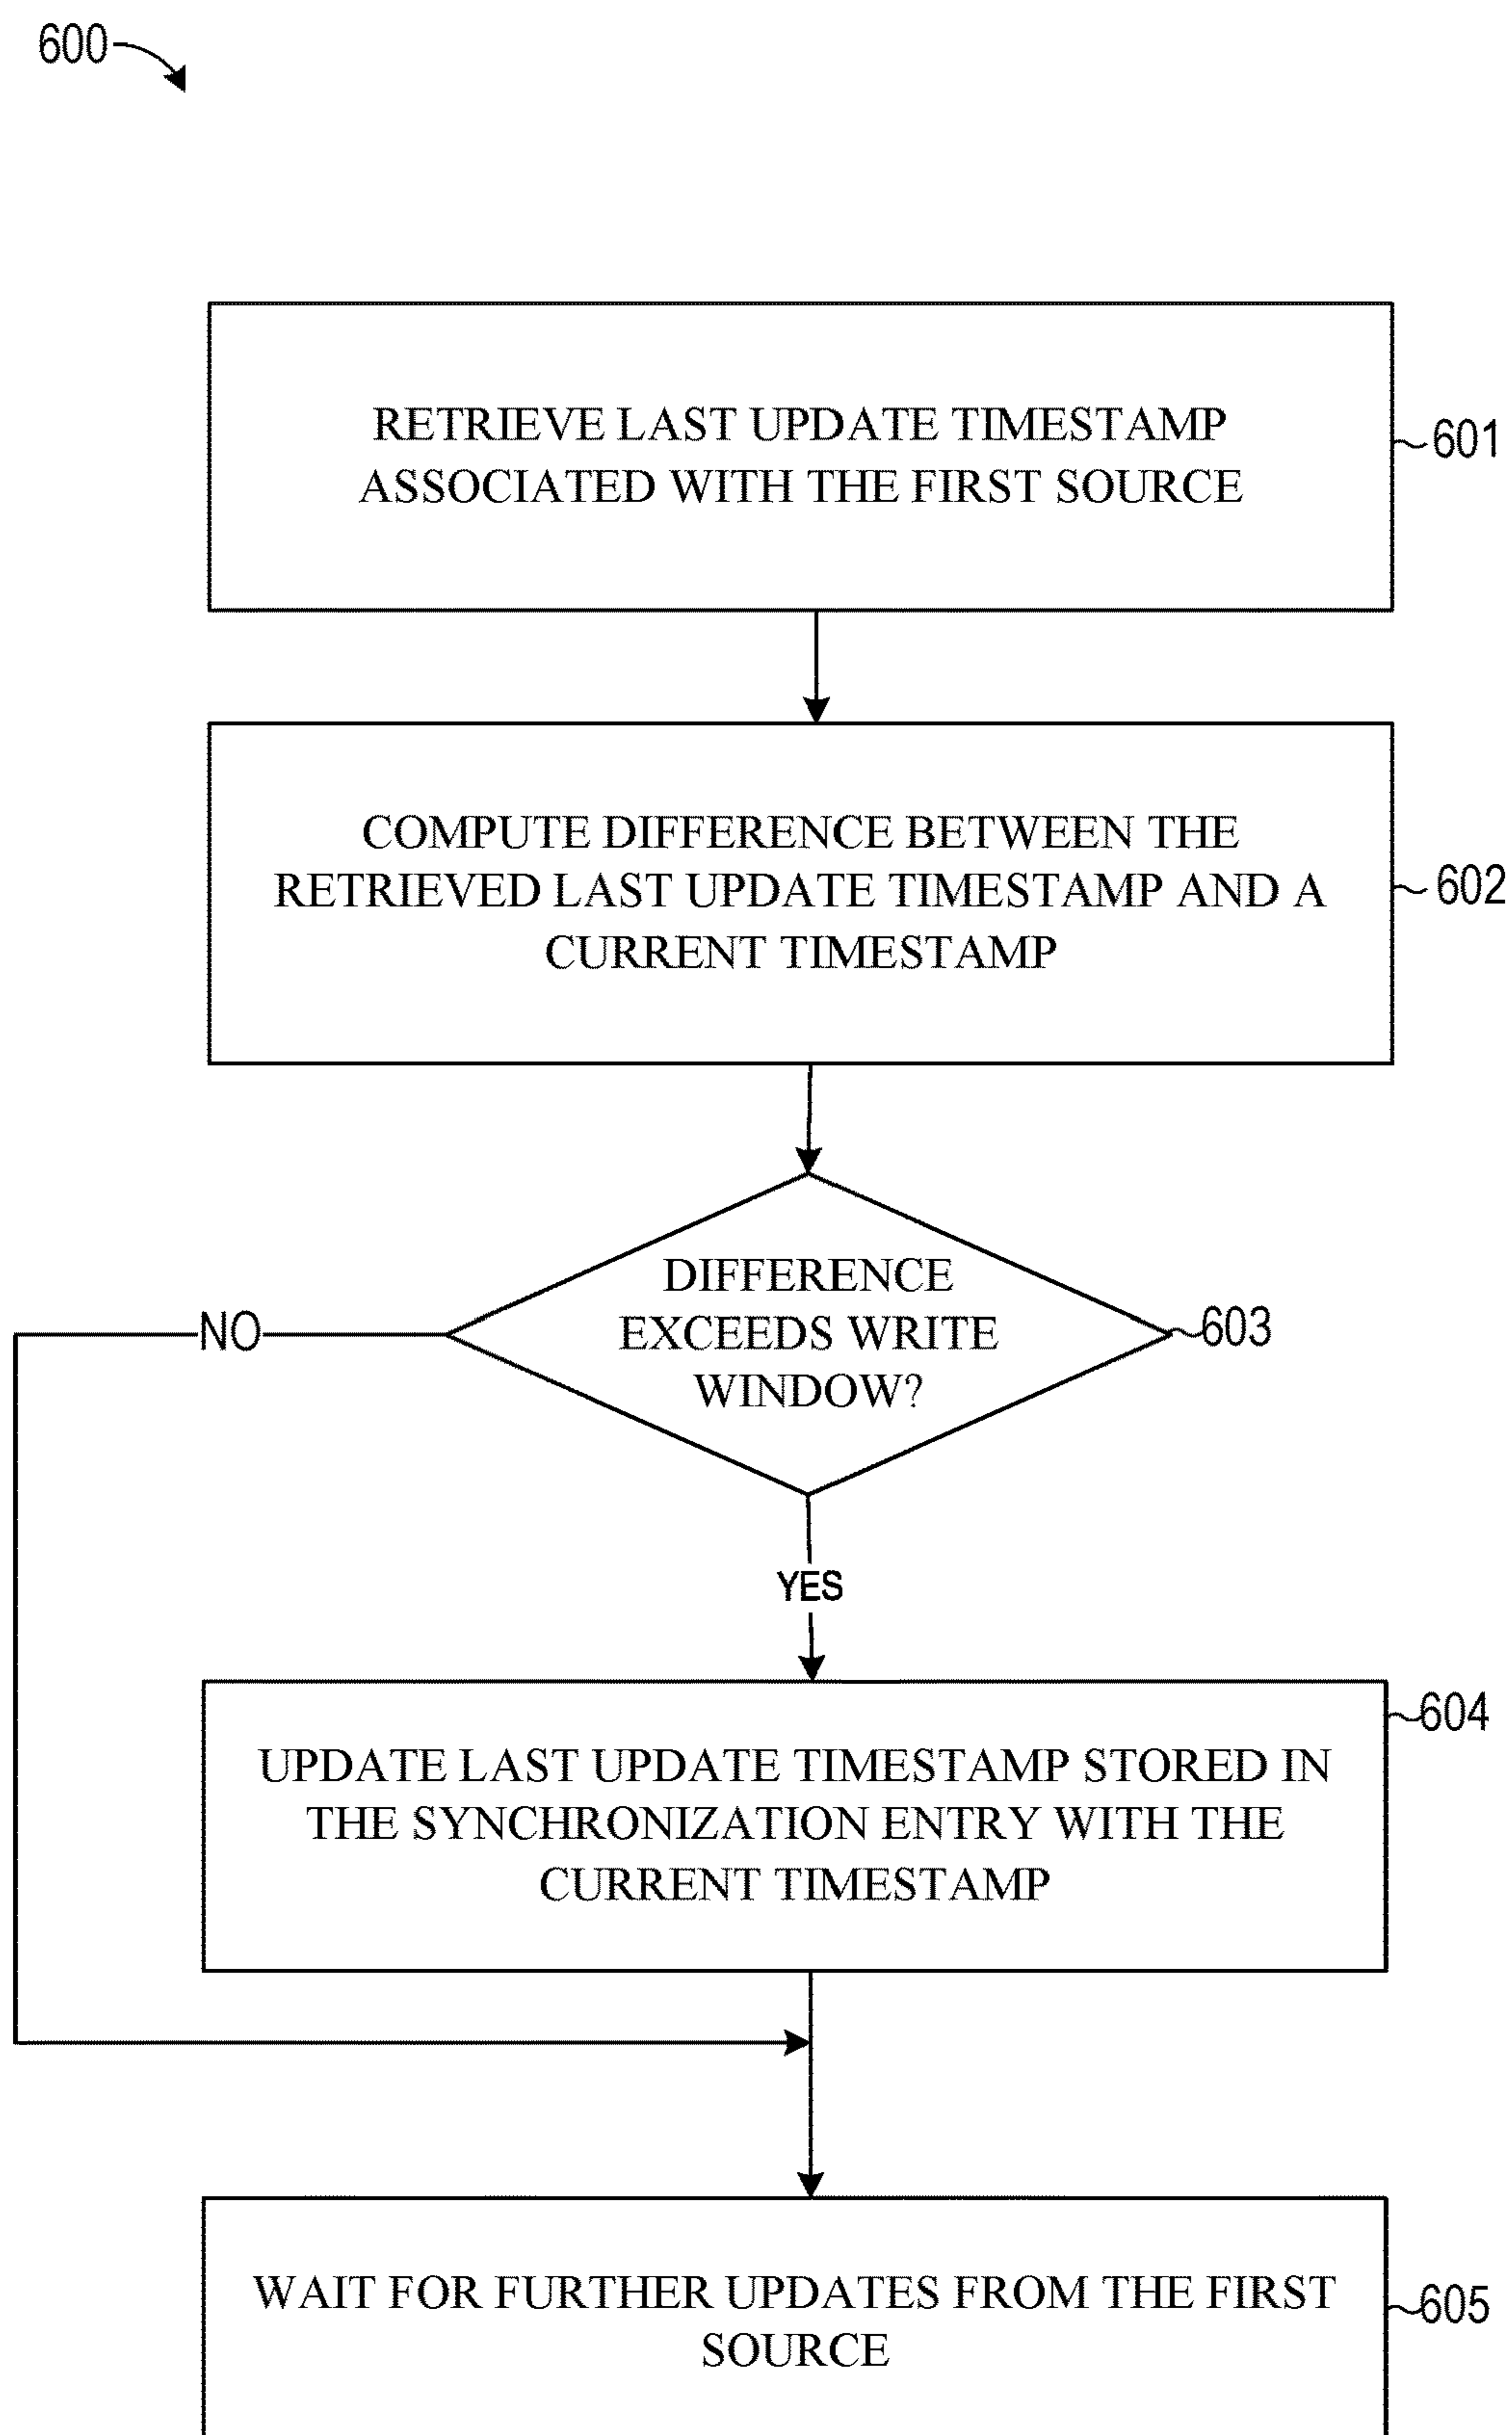 600
RETRIEVE LAST UPDATE TIMESTAMP
ASSOCIATED WITH THE FIRST SOURCE
601
COMPUTE DIFFERENCE BETWEEN THE
RETRIEVED LAST UPDATE TIMESTAMP AND A
CURRENT TIMESTAMP
602
DIFFERENCE
EXCEEDS WRITE
WINDOW?
603
NO
YES
604
UPDATE LAST UPDATE TIMESTAMP STORED IN
THE SYNCHRONIZATION ENTRY WITH THE
CURRENT TIMESTAMP
WAIT FOR FURTHER UPDATES FROM THE FIRST
SOURCE
605